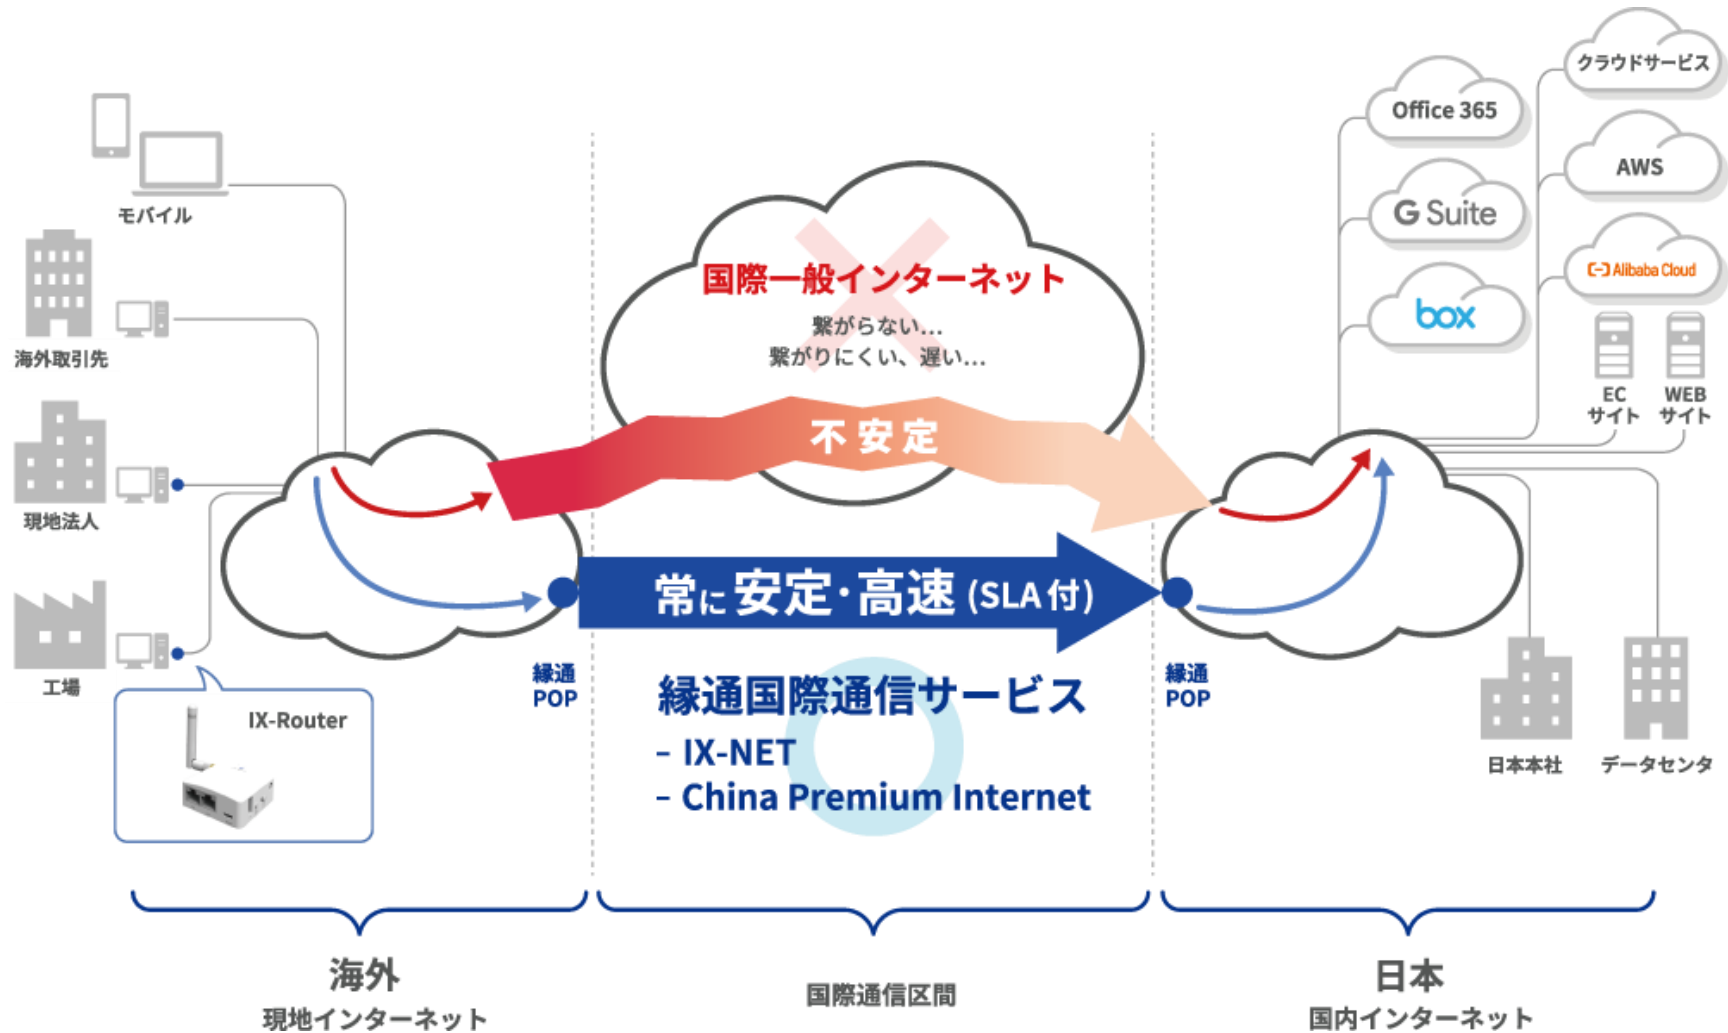 モバイル
海外取引先
現地法人
工場
IX-Router
国際一般インターネット
繋がらない…
繋がりにくい、遅い…
不安定
常に安定・高速(SLA付)
縁通
POP
縁通国際通信サービス
- IX-NET
- China Premium Internet
縁通
POP
Office 365
G Suite
box
クラウドサービス
AWS
Alibaba Cloud
EC
サイト
WEB
サイト
日本本社
データセンタ
海外
現地インターネット
国際通信区間
日本
国内インターネット